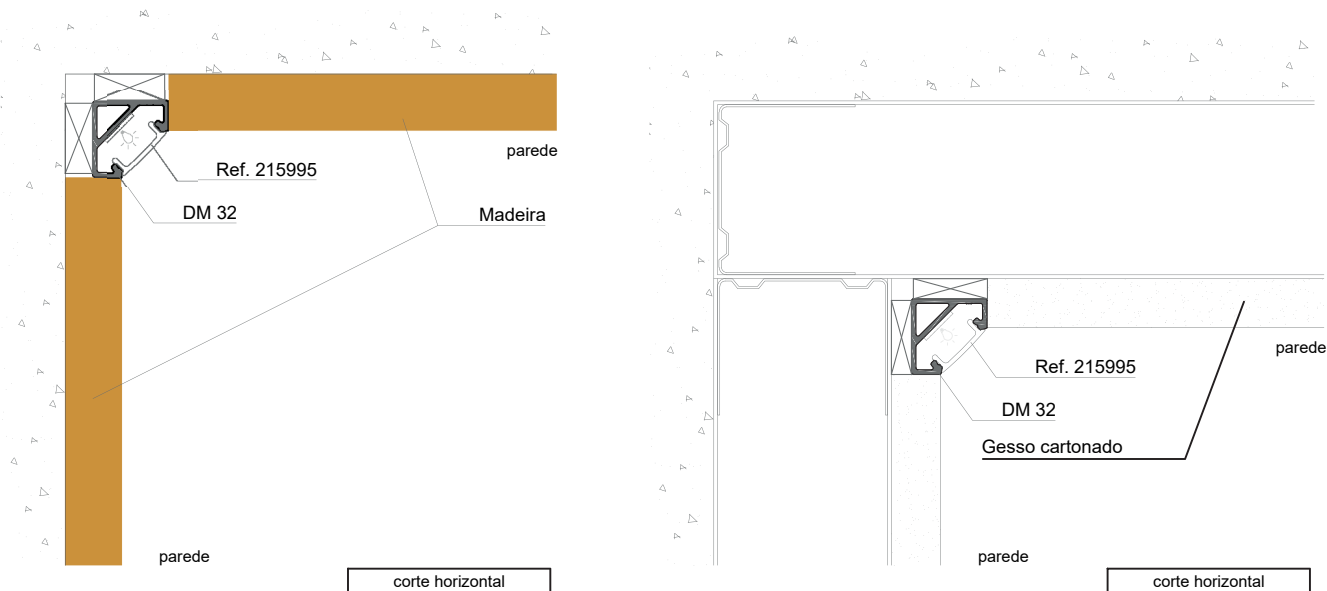 parede
Ref. 215995
DM 32
Madeira
parede
corte horizontal
parede
Ref. 215995
DM 32
Gesso cartonado
parede
corte horizontal